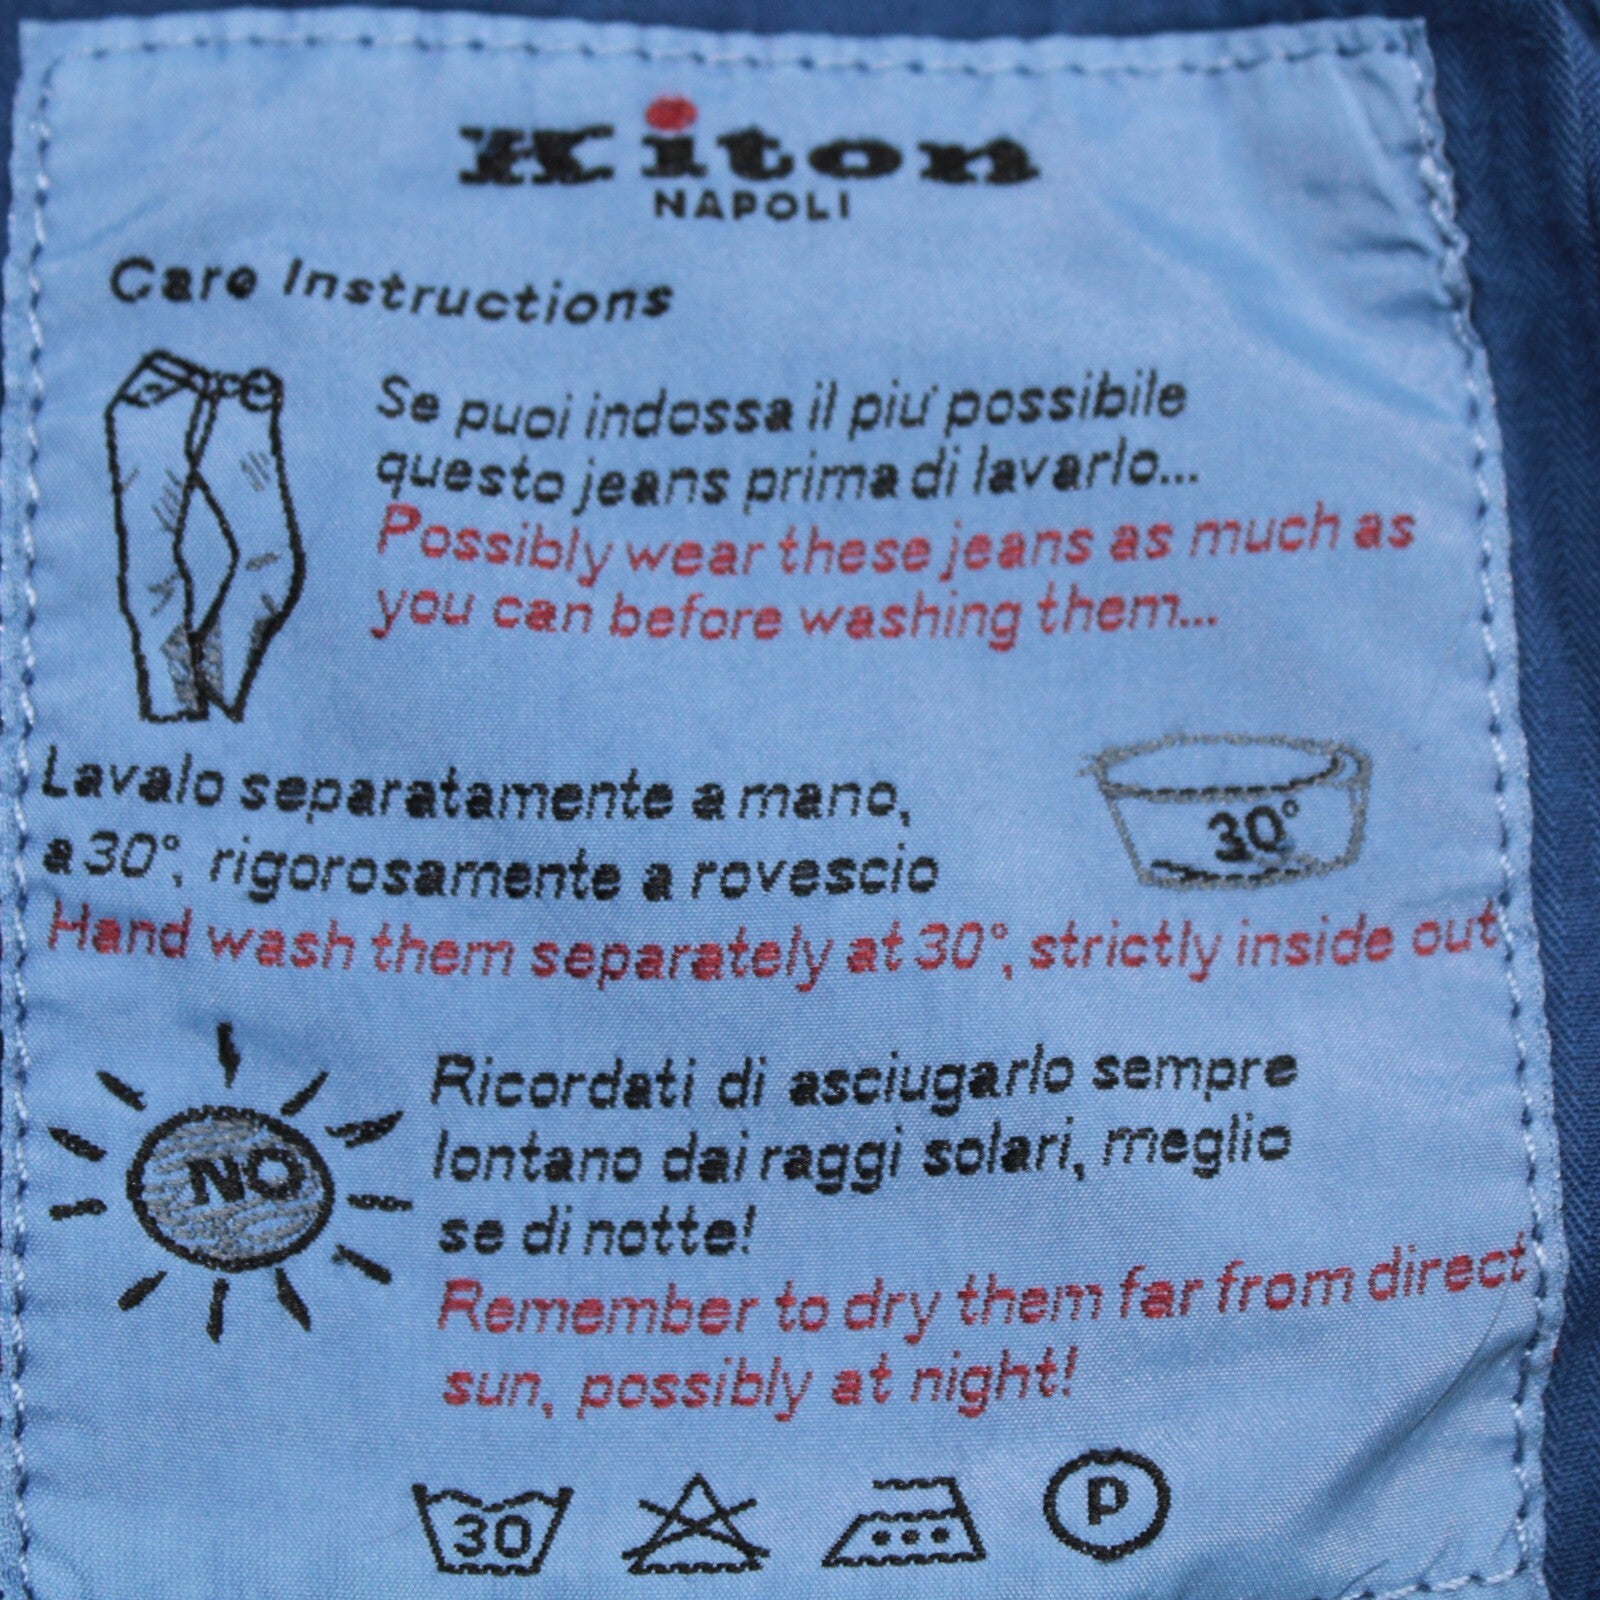 Kiton
NAPOLI
Care Instructions
Se puoi indossa il piu' possibile
questo jeans prima di lavarlo...
Possibly wear these jeans as much as
you can before washing them...
Lavalo separatamente a mano,
a 30°, rigorosamente a rovescio
30°
Hand wash them separately at 30°, strictly inside out
NO
Ricordati di asciugarlo sempre
lontano dai raggi solari, meglio
se di notte!
Remember to dry them far from direct
sun, possibly at night!
30
P